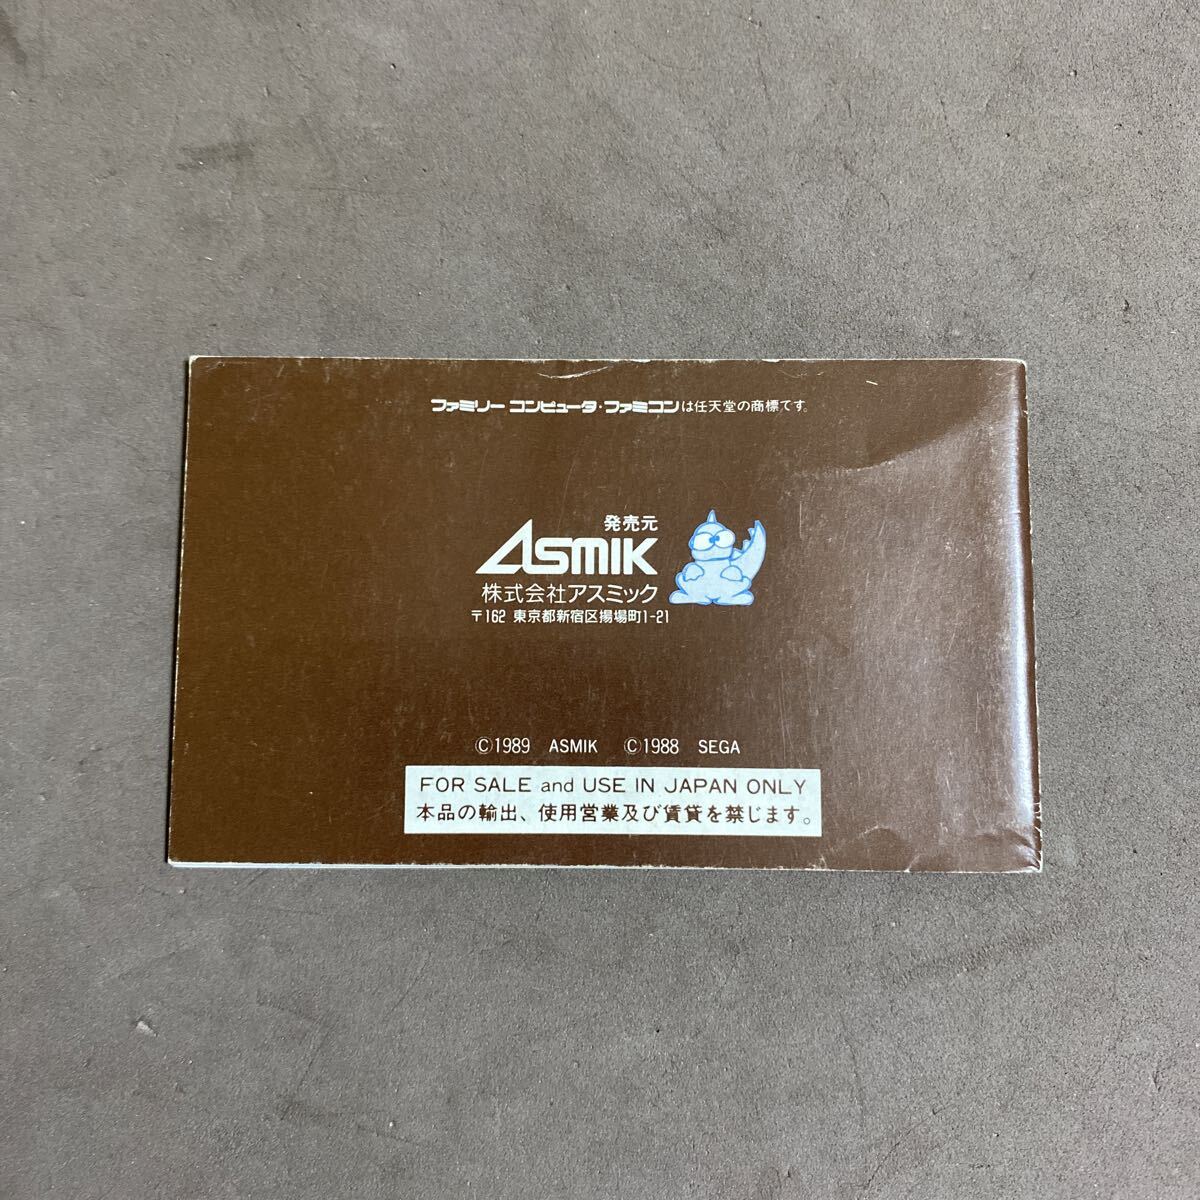 ファミリー コンピュータ・ファミコンは任天堂の商標です。
発売元
ASMIK
株式会社アスミック
〒162 東京都新宿区揚場町1-21
©1989 ASMIK ©1988 SEGA
FOR SALE and USE IN JAPAN ONLY
本品の輸出、使用営業及び賃貸を禁じます。